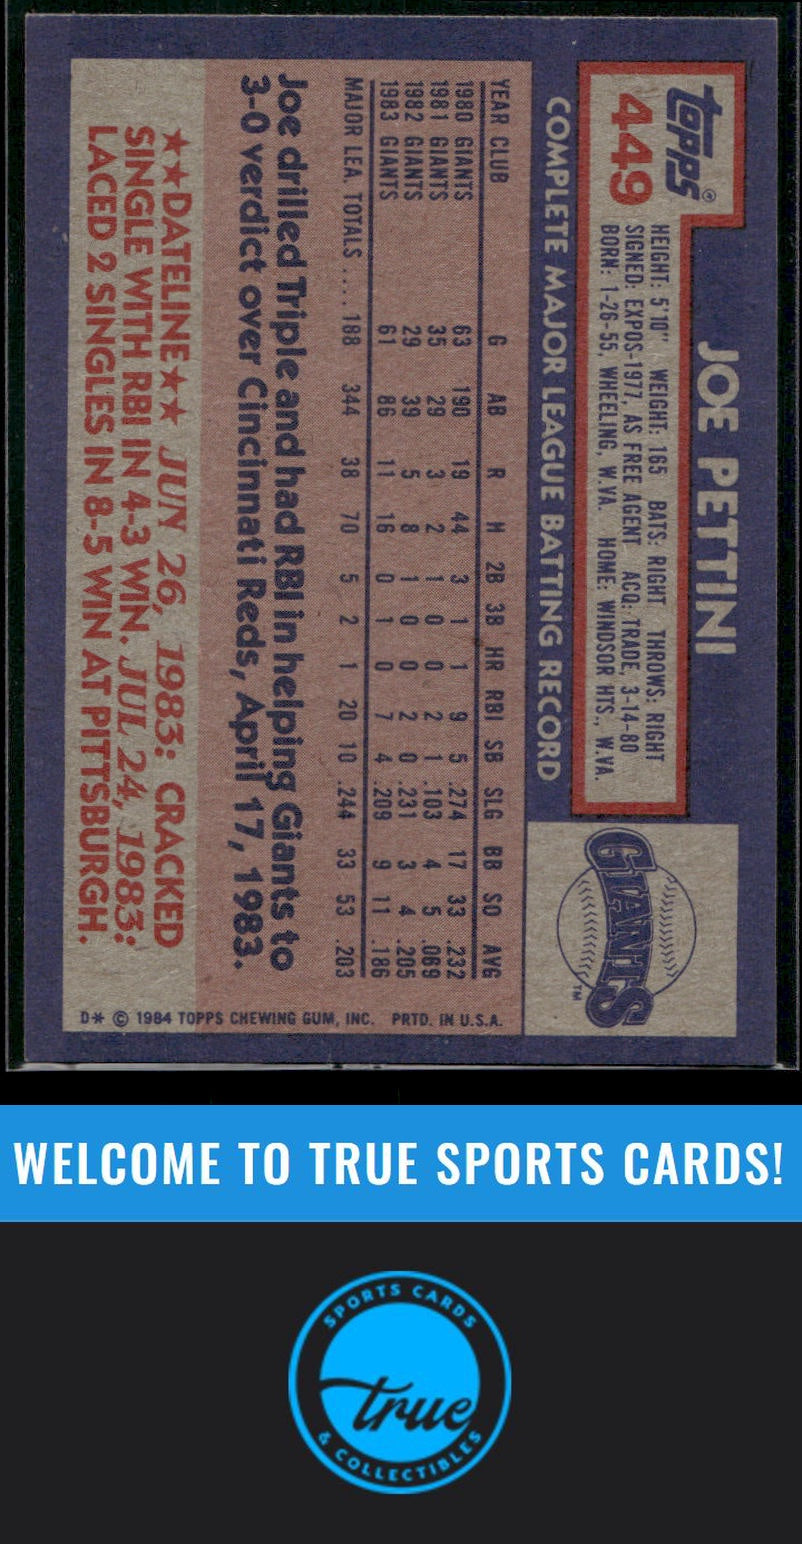 topps®
449
JOE PETTINI
HEIGHT: 5'10" WEIGHT: 165 BATS: RIGHT THROWS: RIGHT
SIGNED: EXPOS-1977, AS FREE AGENT ACQ: TRADE, 3-14-80
BORN: 1-26-55, WHEELING, W.VA. HOME: WINDSOR HTS., W.VA.
GIANTS™
COMPLETE MAJOR LEAGUE BATTING RECORD
YEAR CLUB G AB R H 2B 3B HR RBI SB SLG BB SO AVG
1980 GIANTS 63 190 19 44 3 1 1 9 5 .274 17 33 .232
1981 GIANTS 35 29 3 2 1 0 0 2 1 .103 4 5 .069
1982 GIANTS 29 39 5 8 1 0 0 2 0 .231 3 4 .205
1983 GIANTS 61 86 11 16 0 1 0 7 4 .209 9 11 .186
MAJOR LEA. TOTALS .... 188 344 38 70 5 2 1 20 10 .244 33 53 .203
Joe drilled Triple and had RBI in helping Giants to
3-0 verdict over Cincinnati Reds, April 17, 1983.
★★DATELINE★★ JUN 26, 1983: CRACKED
SINGLE WITH RBI IN 4-3 WIN. JUL 24, 1983:
LACED 2 SINGLES IN 8-5 WIN AT PITTSBURGH.
D* © 1984 TOPPS CHEWING GUM, INC. PRTD. IN U.S.A.
WELCOME TO TRUE SPORTS CARDS!
SPORTS CARDS
true
& COLLECTIBLES